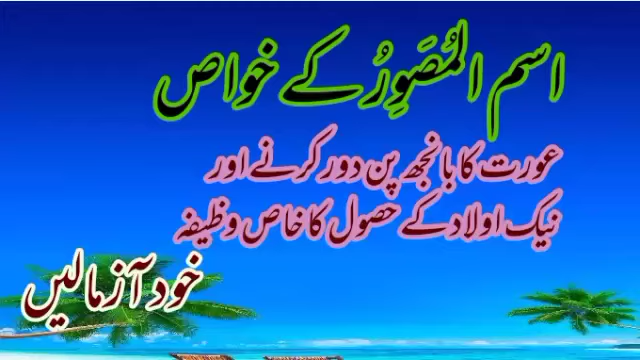 اسم المُصَوِرُ کے خواص
عورت کا بانجھ پن دور کرنے اور
نیک اولاد کے حصول کا خاص وظیفہ
خود آزمالیں